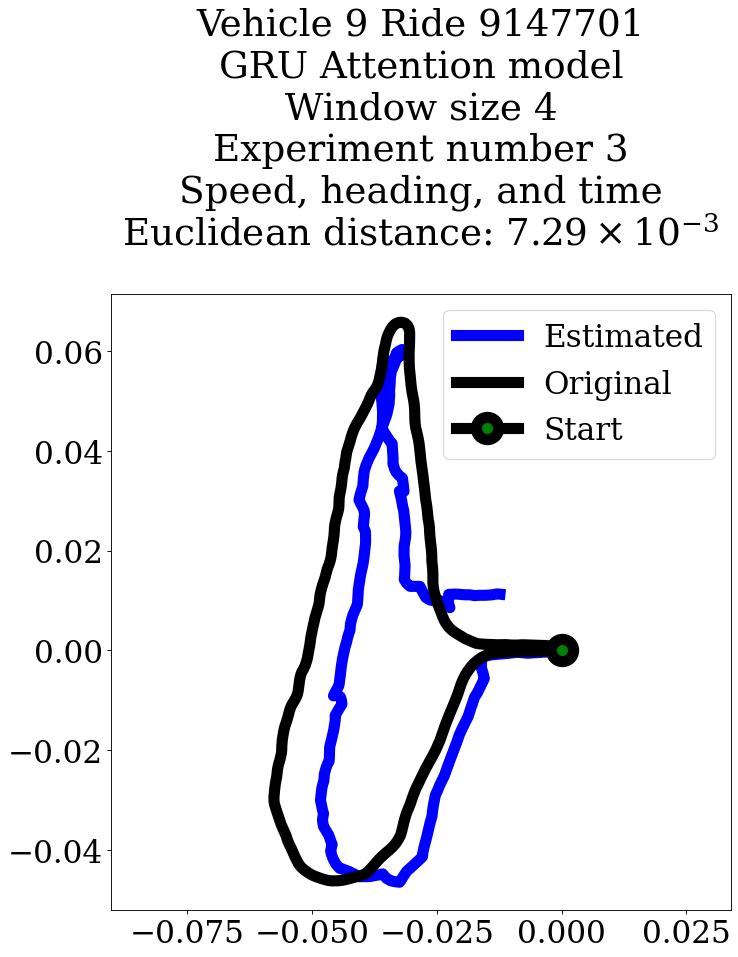 Vehicle 9 Ride 9147701
GRU Attention model
Window size 4
Experiment number 3
Speed, heading, and time
Euclidean distance: 7.29 × 10⁻³
Estimated
Original
Start
0.06
0.04
0.02
0.00
−0.02
−0.04
−0.075 −0.050 −0.025 0.000 0.025